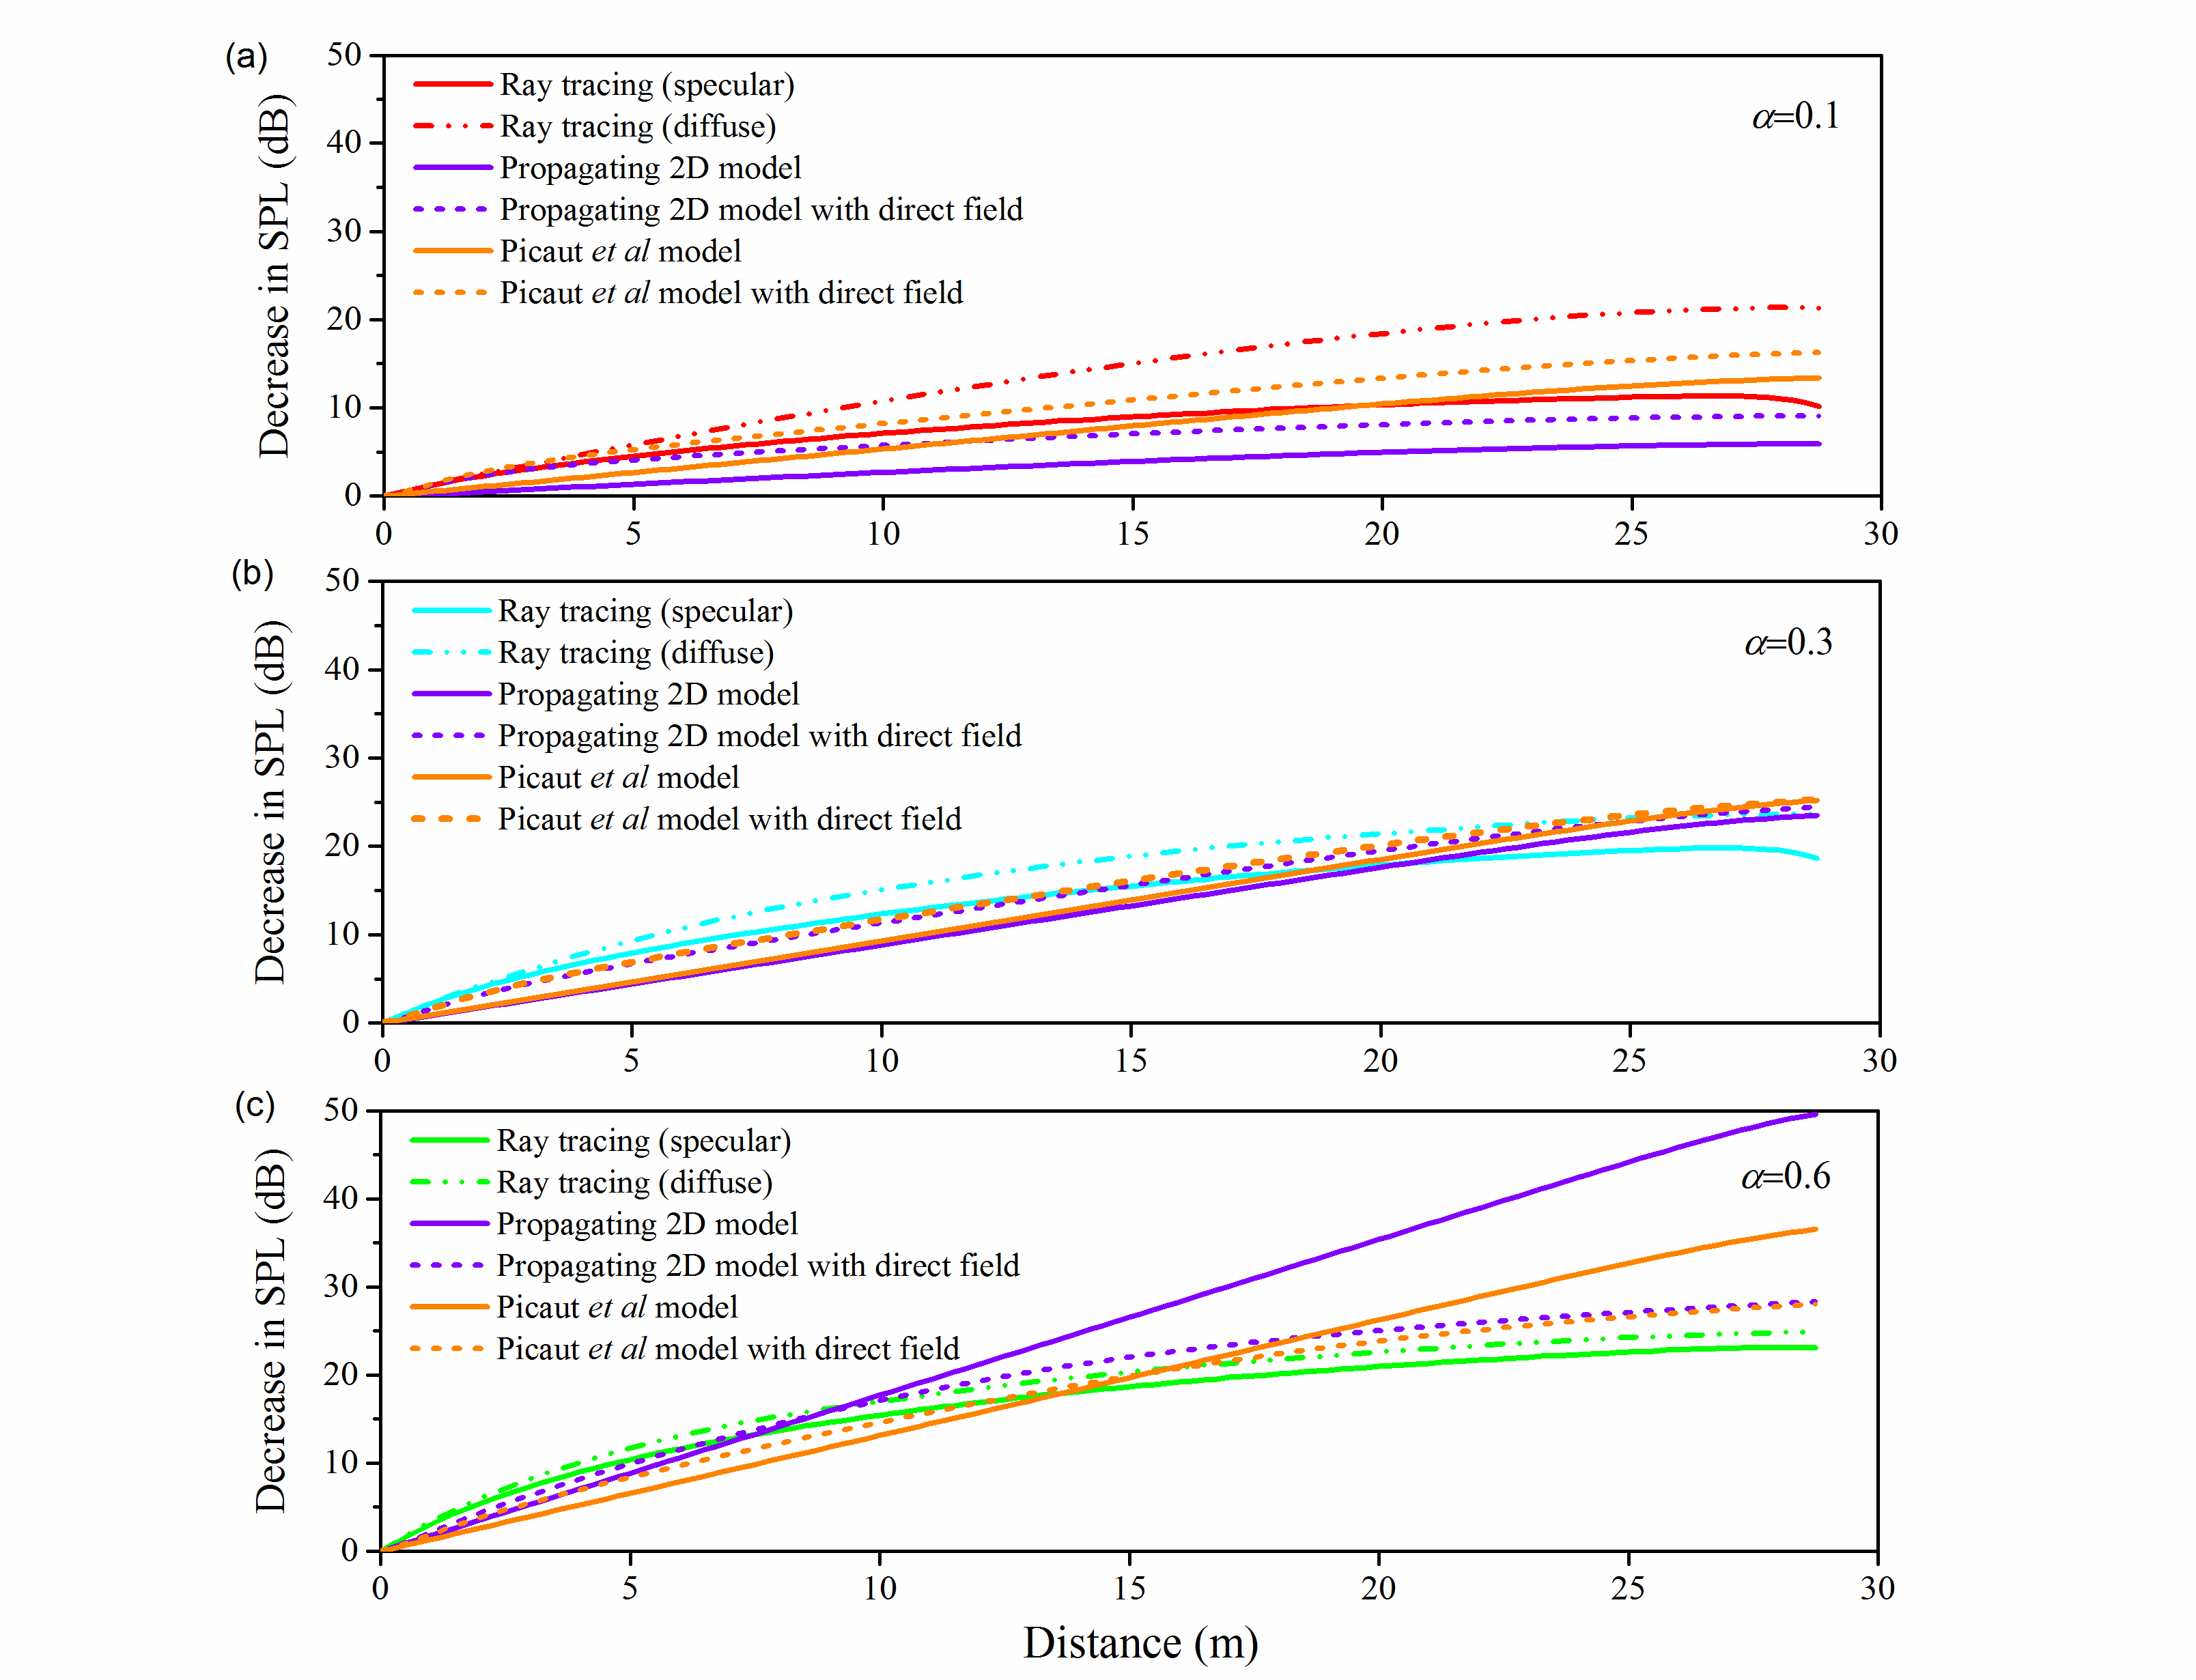 (a)
Decrease in SPL (dB)
50
40
30
20
10
0
Ray tracing (specular)
Ray tracing (diffuse)
Propagating 2D model
Propagating 2D model with direct field
Picaut et al model
Picaut et al model with direct field
α=0.1
0 5 10 15 20 25 30
(b)
Decrease in SPL (dB)
50
40
30
20
10
0
Ray tracing (specular)
Ray tracing (diffuse)
Propagating 2D model
Propagating 2D model with direct field
Picaut et al model
Picaut et al model with direct field
α=0.3
0 5 10 15 20 25 30
(c)
Decrease in SPL (dB)
50
40
30
20
10
0
Ray tracing (specular)
Ray tracing (diffuse)
Propagating 2D model
Propagating 2D model with direct field
Picaut et al model
Picaut et al model with direct field
α=0.6
0 5 10 15 20 25 30
Distance (m)